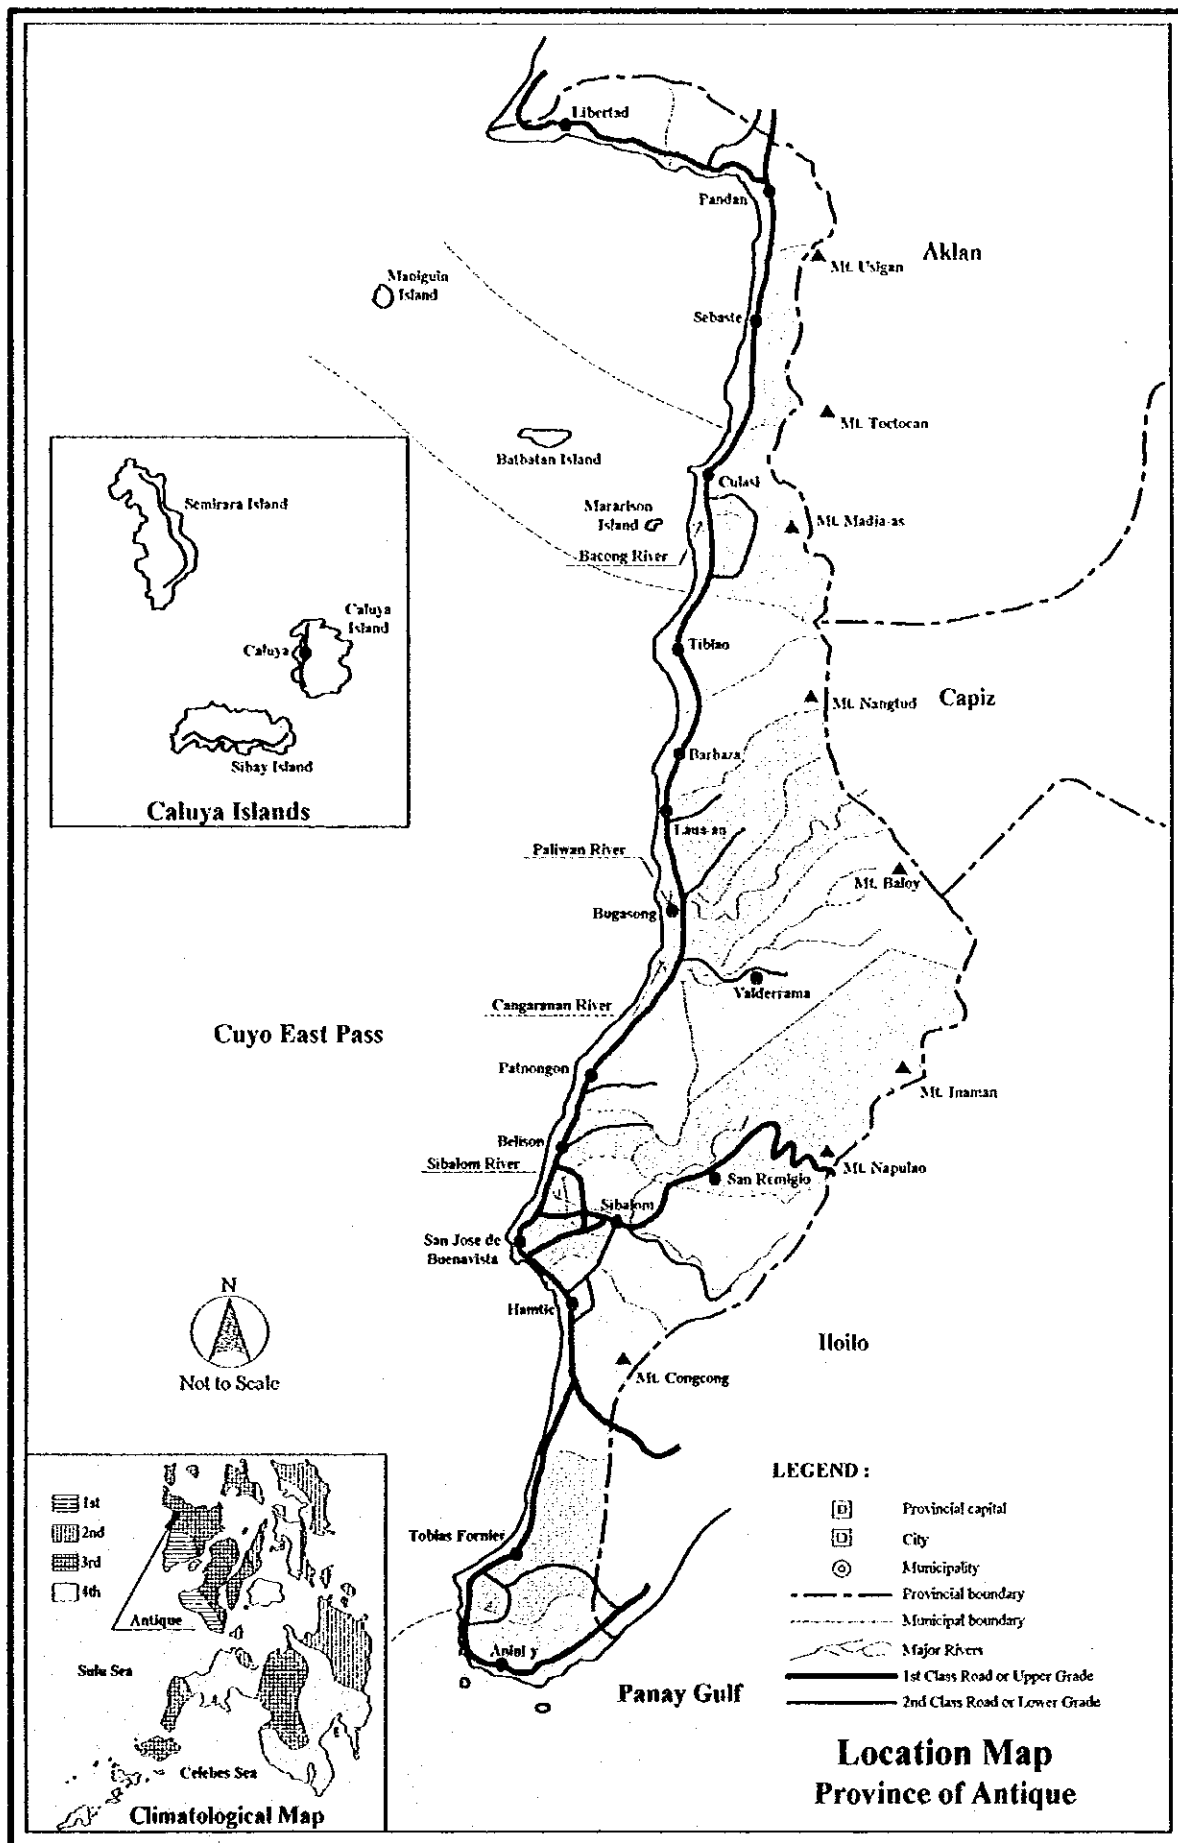 Libertad
Pandan
Aklan
Mt. Usigan
Maniguin
Island
Sebaste
Mt. Toctocan
Batbatan Island
Culasi
Semirara Island
Mararison
Island
Mt. Madja-as
Bacong River
Caluya
Island
Caluya
Tibiao
Capiz
Mt. Nangtud
Sibay Island
Barbaza
Caluya Islands
Laua-an
Paliwan River
Mt. Baloy
Bugasong
Valderrama
Cangaranan River
Cuyo East Pass
Patnongon
Mt. Inaman
Belison
Sibalom River
Mt. Napulao
San Remigio
Sibalom
San Jose de
Buenavista
N
Hamtic
Iloilo
Not to Scale
Mt. Congcong
LEGEND :
Provincial capital
City
Municipality
Provincial boundary
Municipal boundary
Major Rivers
1st Class Road or Upper Grade
2nd Class Road or Lower Grade
1st
2nd
3rd
4th
Tobias Fornier
Antique
Sulu Sea
Anini y
Panay Gulf
Celebes Sea
Climatological Map
Location Map
Province of Antique